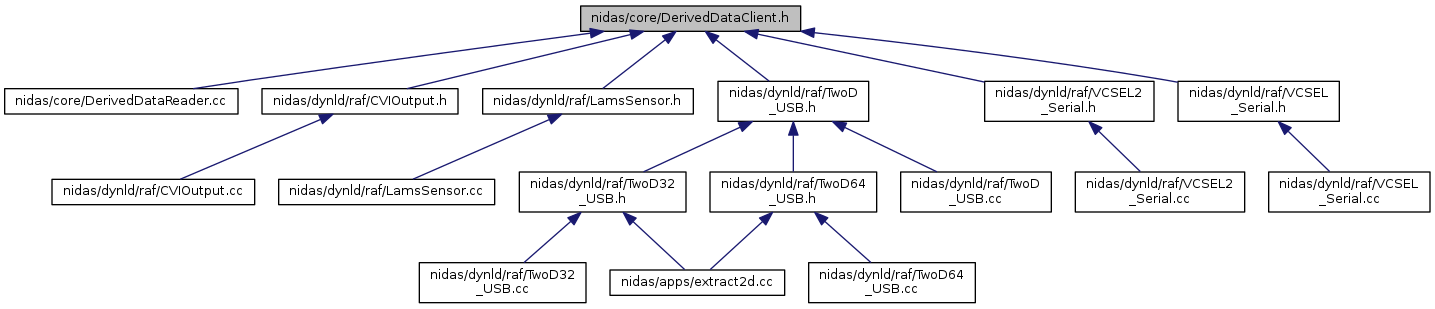 nidas/core/DerivedDataClient.h
nidas/core/DerivedDataReader.cc
nidas/dynld/raf/CVIOutput.h
nidas/dynld/raf/LamsSensor.h
nidas/dynld/raf/TwoD
_USB.h
nidas/dynld/raf/VCSEL2
_Serial.h
nidas/dynld/raf/VCSEL
_Serial.h
nidas/dynld/raf/CVIOutput.cc
nidas/dynld/raf/LamsSensor.cc
nidas/dynld/raf/TwoD32
_USB.h
nidas/dynld/raf/TwoD64
_USB.h
nidas/dynld/raf/TwoD
_USB.cc
nidas/dynld/raf/VCSEL2
_Serial.cc
nidas/dynld/raf/VCSEL
_Serial.cc
nidas/dynld/raf/TwoD32
_USB.cc
nidas/apps/extract2d.cc
nidas/dynld/raf/TwoD64
_USB.cc